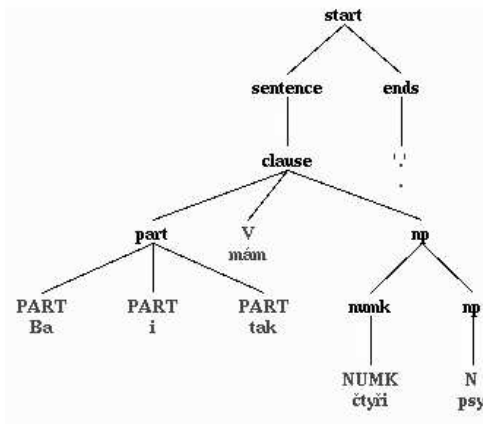 start
sentence ends
clause '.'
.
part V np
mám
PART PART PART numk np
Ba i tak
NUMK N
čtyři psy